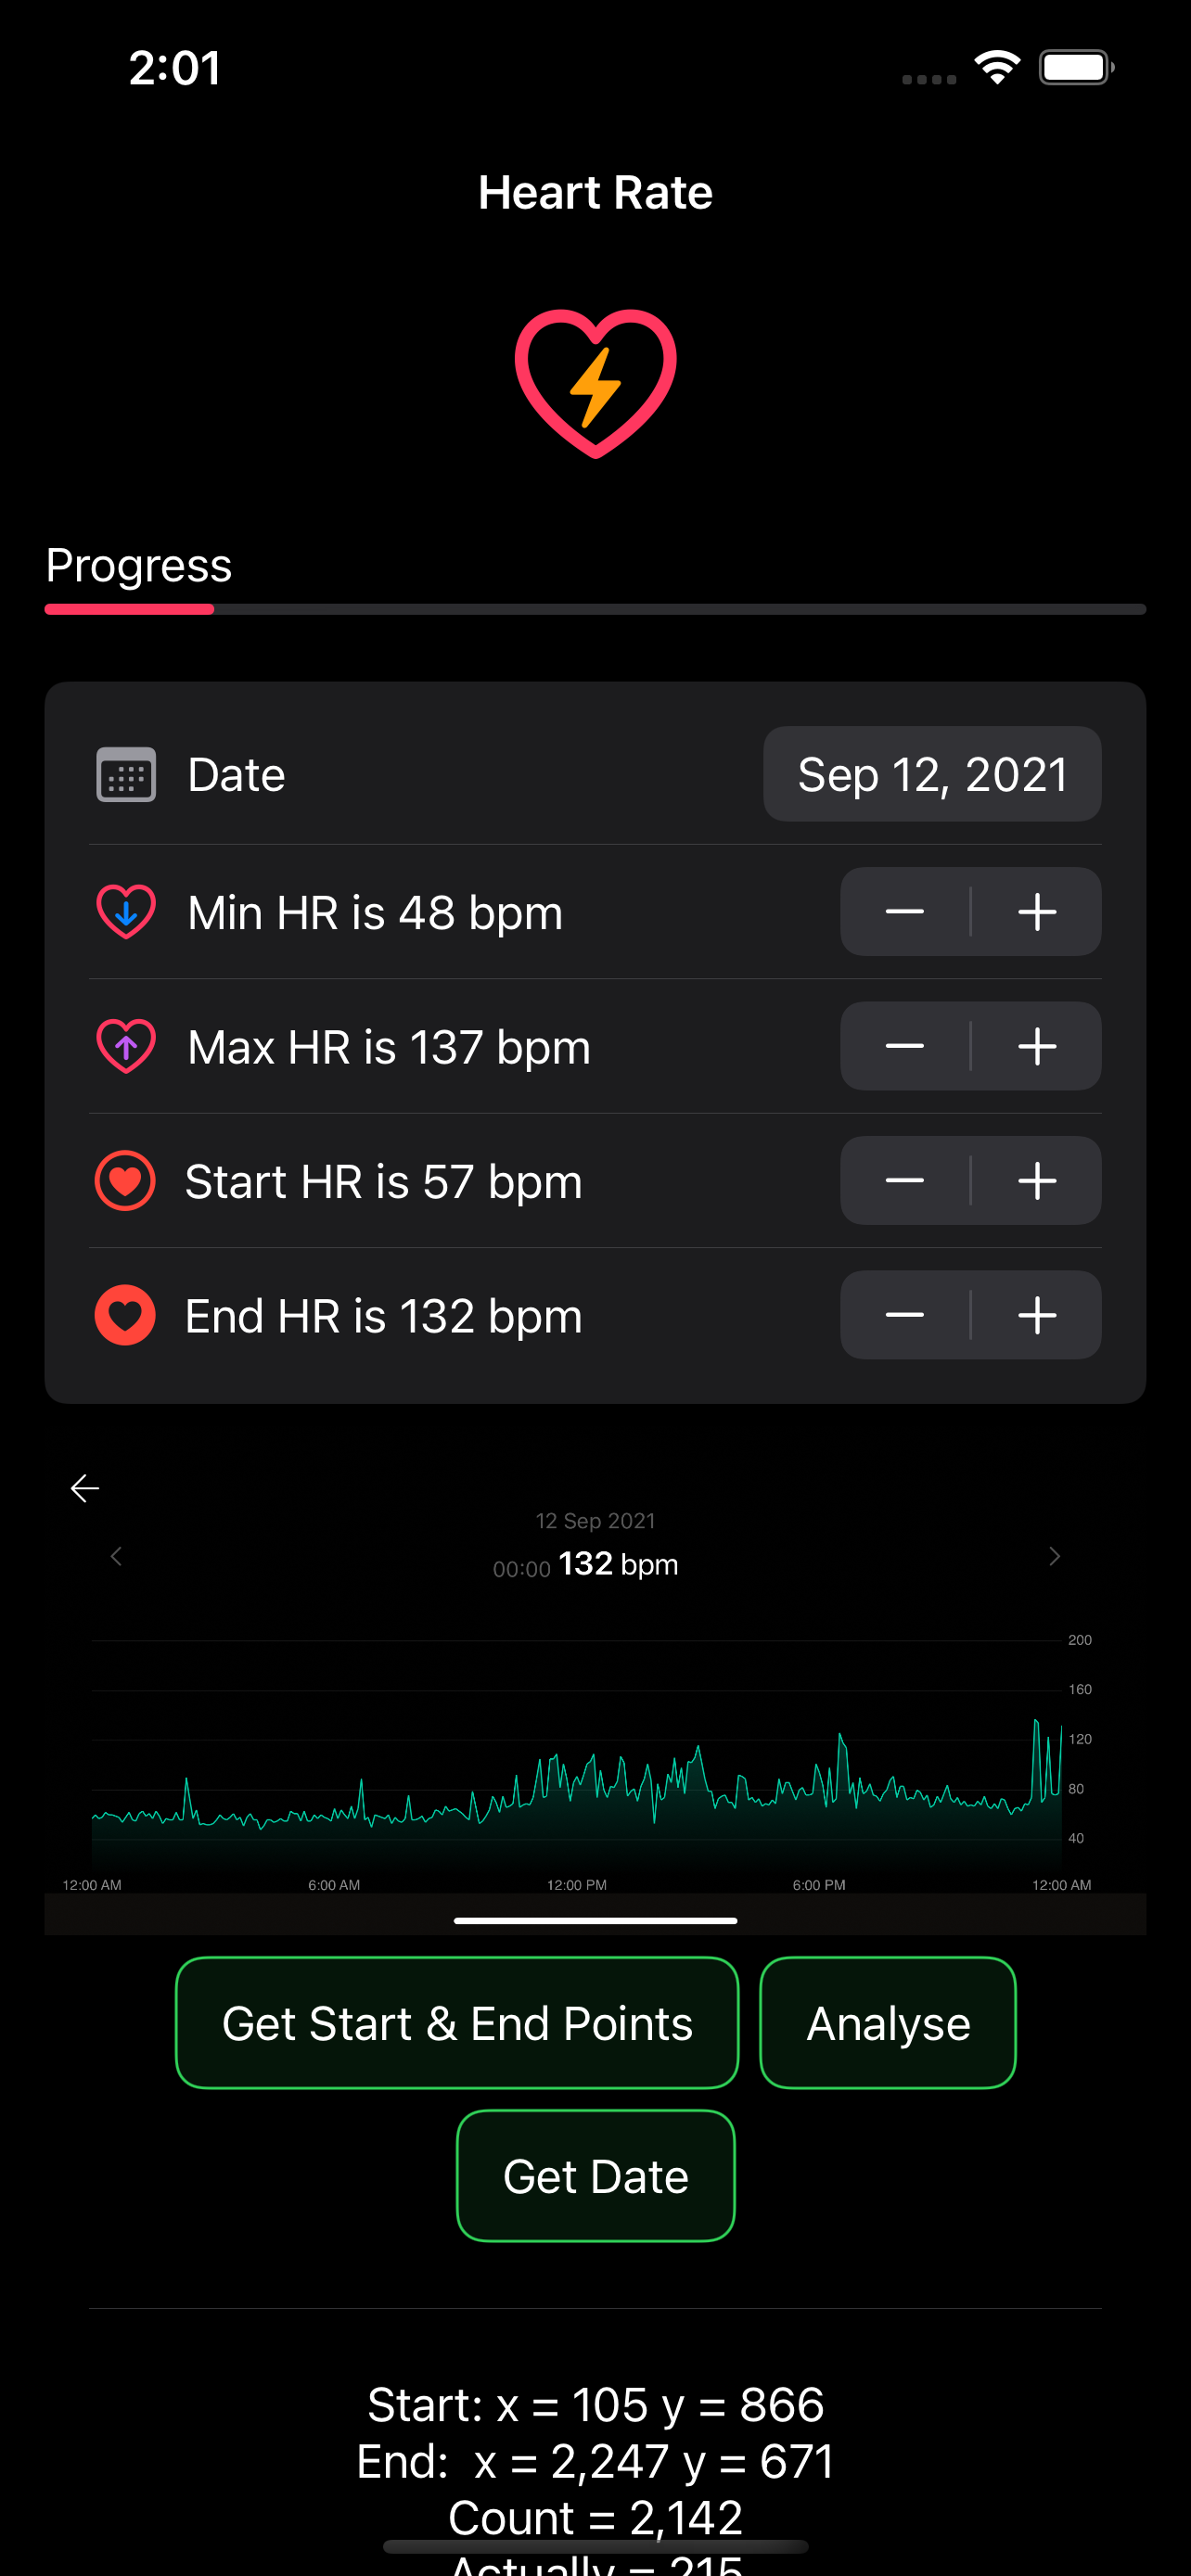 2:01
Heart Rate
Progress
Date Sep 12, 2021
Min HR is 48 bpm
Max HR is 137 bpm
Start HR is 57 bpm
End HR is 132 bpm
12 Sep 2021
00:00 132 bpm
200
160
120
80
40
12:00 AM 6:00 AM 12:00 PM 6:00 PM 12:00 AM
Get Start & End Points Analyse
Get Date
Start: x = 105 y = 866
End: x = 2,247 y = 671
Count = 2,142
Actually = 215